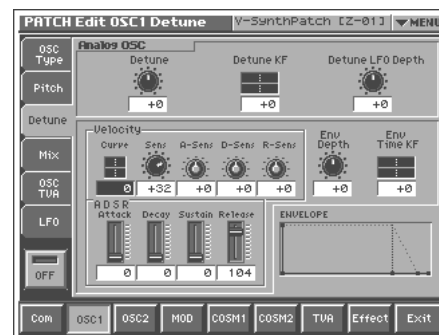 PATCH Edit OSC1 Detune V-SynthPatch [Z-01] ▼MENU
OSC Type
Pitch
Detune
Mix
OSC TVA
LFO
OFF
Analog OSC
Detune Detune KF Detune LFO Depth
+0 +0 +0
Velocity
Curve Sens A-Sens D-Sens R-Sens
0 +32 +0 +0 +0
Env Depth Env Time KF
+0 +0
ADSR
Attack Decay Sustain Release
0 0 0 104
ENVELOPE
Com OSC1 OSC2 MOD COSM1 COSM2 TVA Effect Exit